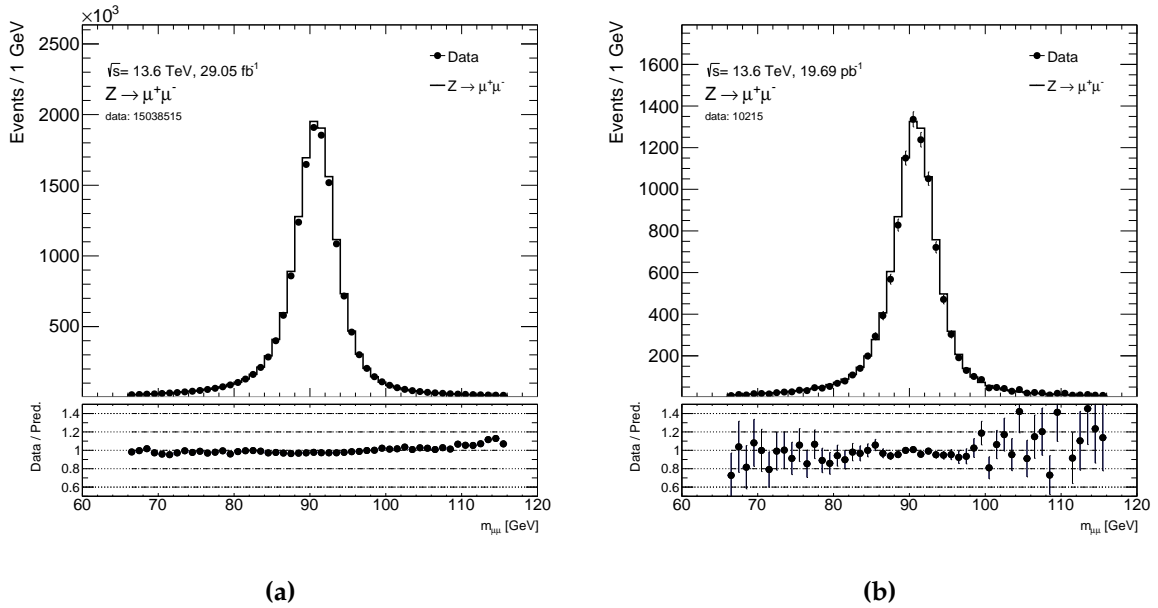 ×10³
Events / 1 GeV
2500
2000
1500
1000
500
√s= 13.6 TeV, 29.05 fb⁻¹
Z → μ⁺μ⁻
data: 15038515
Data
Z → μ⁺μ⁻
Data / Pred.
1.4
1.2
1
0.8
0.6
60 70 80 90 100 110 120
m_μμ [GeV]
(a)
Events / 1 GeV
1600
1400
1200
1000
800
600
400
200
√s= 13.6 TeV, 19.69 pb⁻¹
Z → μ⁺μ⁻
data: 10215
Data
Z → μ⁺μ⁻
Data / Pred.
1.4
1.2
1
0.8
0.6
60 70 80 90 100 110 120
m_μμ [GeV]
(b)